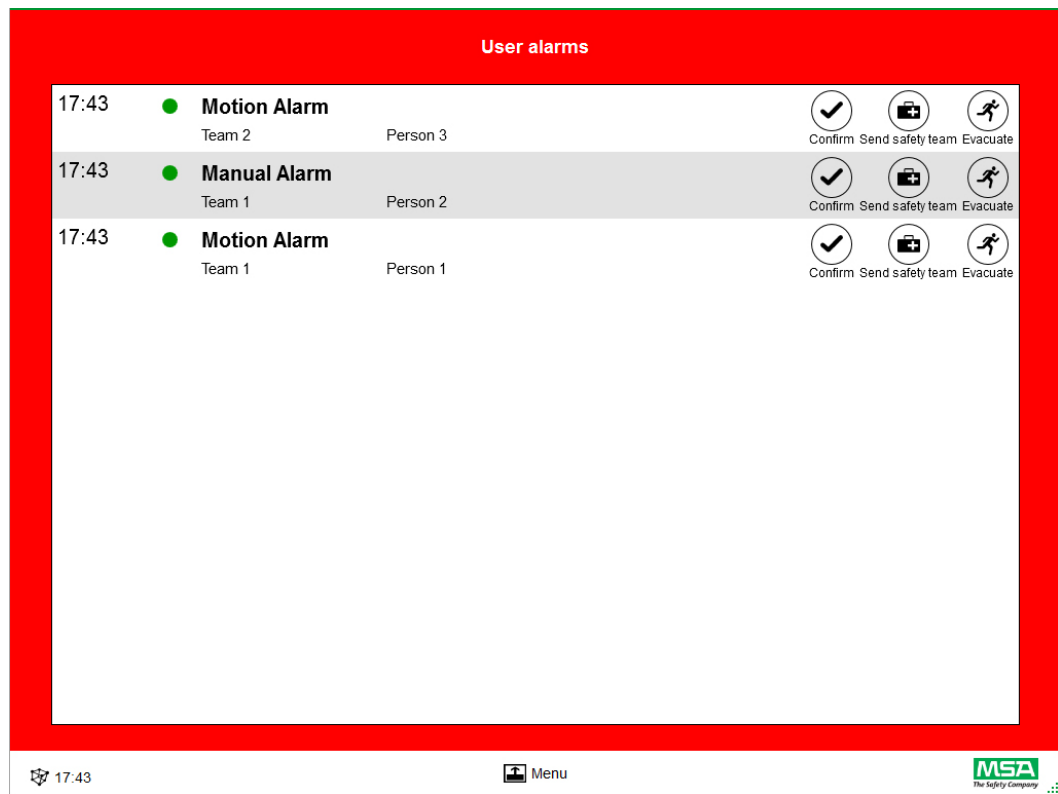 User alarms
17:43 Motion Alarm
Team 2 Person 3
Confirm Send safety team Evacuate
17:43 Manual Alarm
Team 1 Person 2
Confirm Send safety team Evacuate
17:43 Motion Alarm
Team 1 Person 1
Confirm Send safety team Evacuate
17:43 Menu MSA
The Safety Company